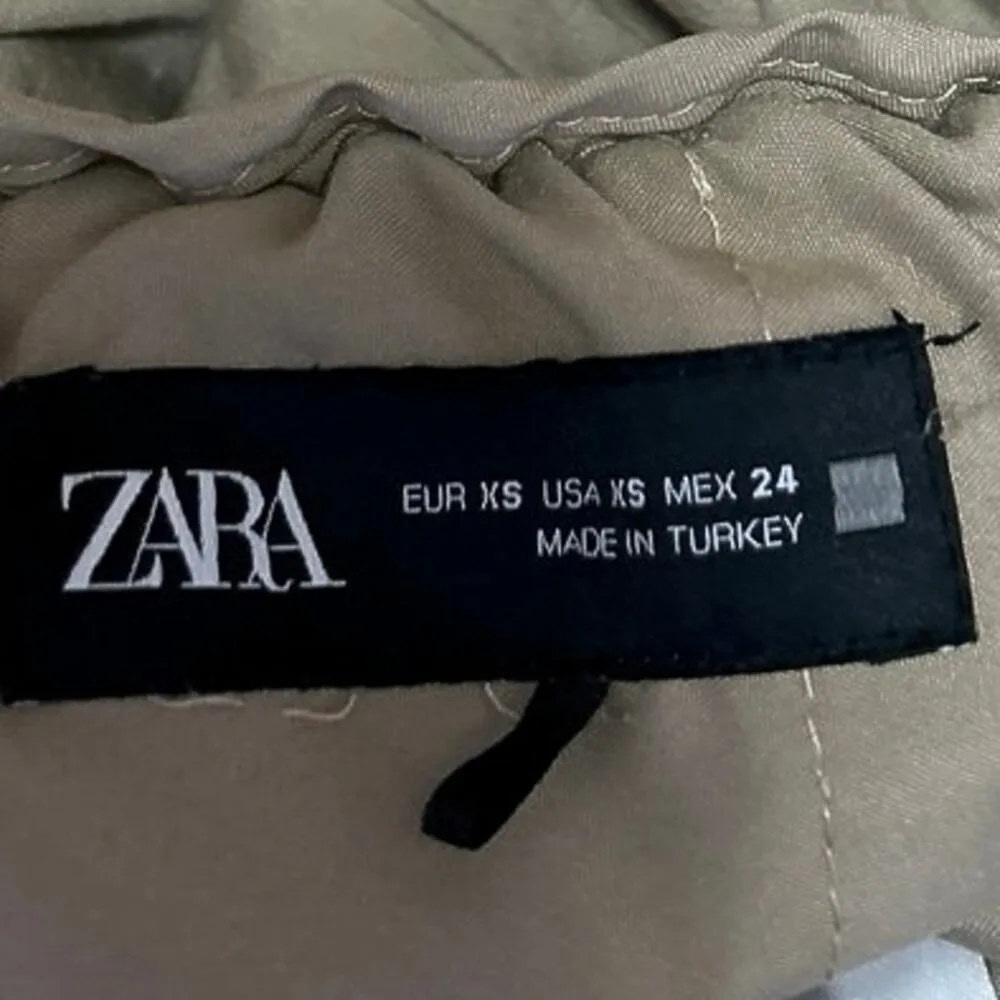 ZARA
EUR XS USA XS MEX 24
MADE IN TURKEY